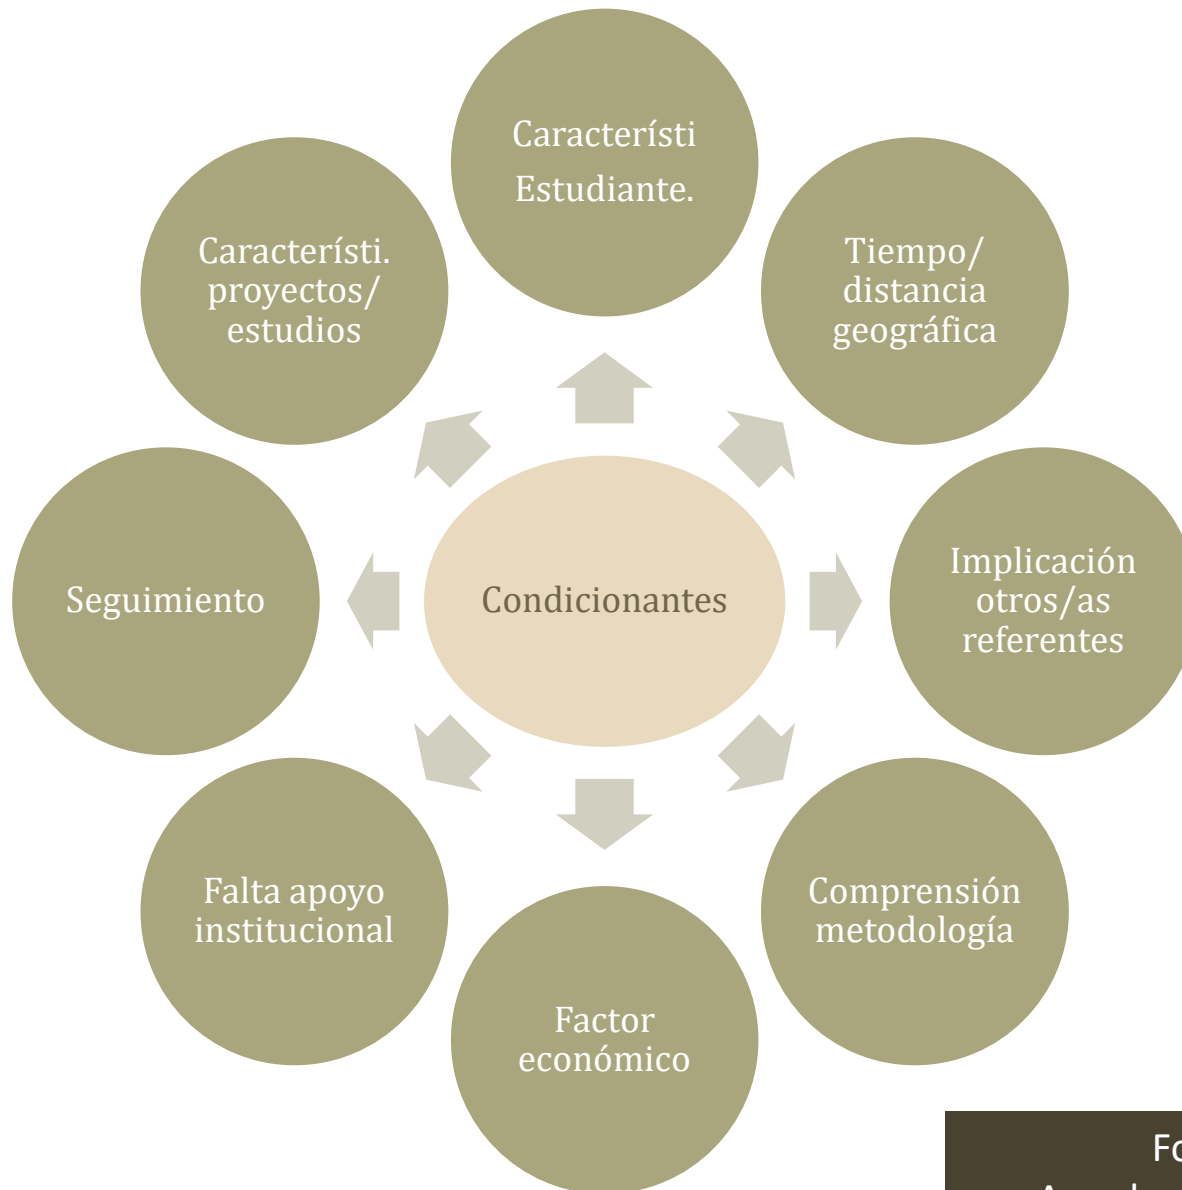 Característi
Estudiante.
Característi.
proyectos/
estudios
Tiempo/
distancia
geográfica
Seguimiento
Condicionantes
Implicación
otros/as
referentes
Falta apoyo
institucional
Comprensión
metodología
Factor
económico